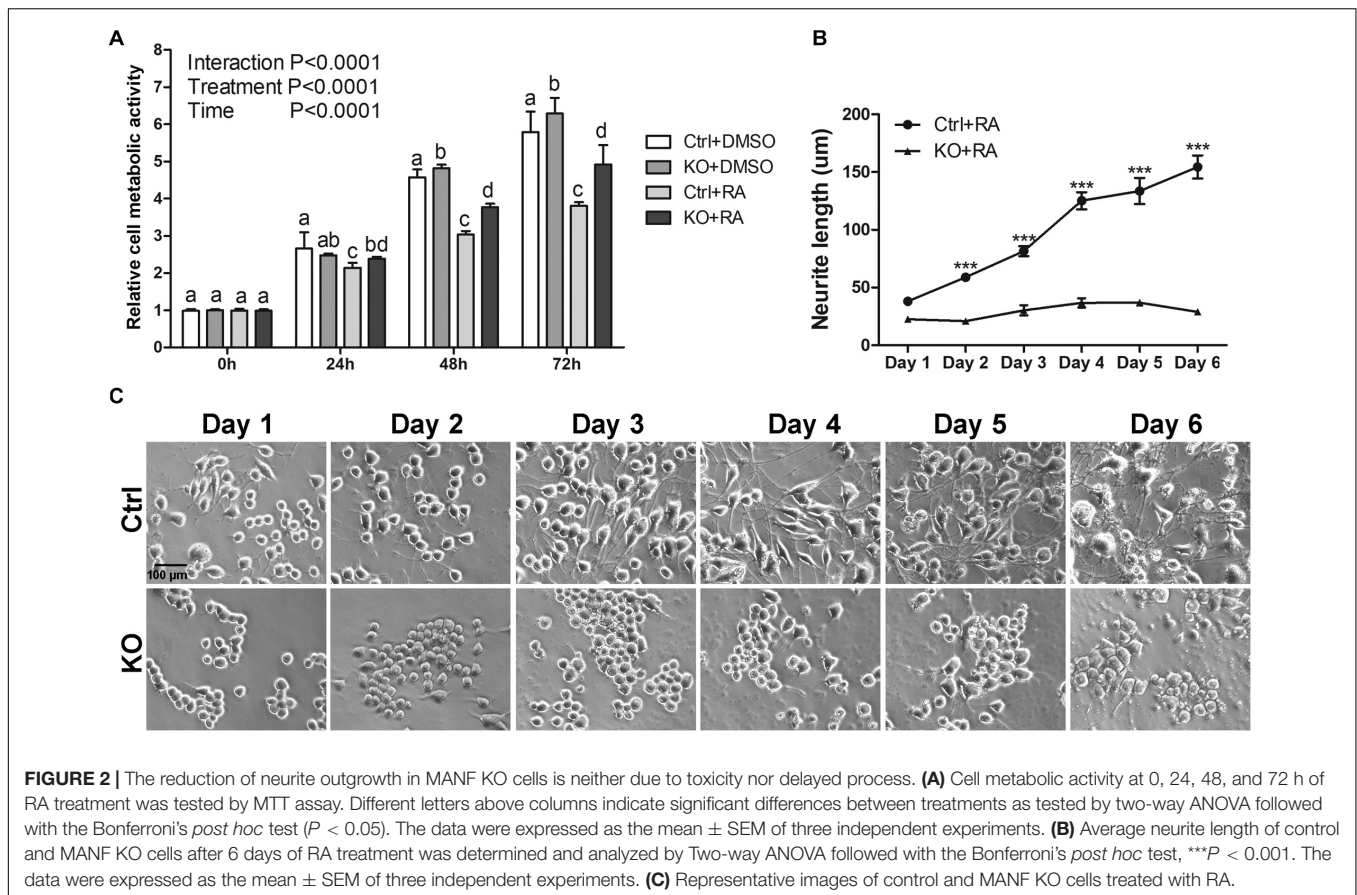 A
Relative cell metabolic activity
8
7
6
5
4
3
2
1
0
Interaction P<0.0001
Treatment P<0.0001
Time P<0.0001
a a a a
a ab c bd
a b c d
a b c d
0h 24h 48h 72h
Ctrl+DMSO
KO+DMSO
Ctrl+RA
KO+RA
B
Neurite length (um)
200
150
100
50
0
Ctrl+RA
KO+RA
*** *** *** *** ***
Day 1 Day 2 Day 3 Day 4 Day 5 Day 6
C
Day 1 Day 2 Day 3 Day 4 Day 5 Day 6
Ctrl
100 µm
KO
FIGURE 2 | The reduction of neurite outgrowth in MANF KO cells is neither due to toxicity nor delayed process. (A) Cell metabolic activity at 0, 24, 48, and 72 h of
RA treatment was tested by MTT assay. Different letters above columns indicate significant differences between treatments as tested by two-way ANOVA followed
with the Bonferroni's post hoc test (P < 0.05). The data were expressed as the mean ± SEM of three independent experiments. (B) Average neurite length of control
and MANF KO cells after 6 days of RA treatment was determined and analyzed by Two-way ANOVA followed with the Bonferroni's post hoc test, ***P < 0.001. The
data were expressed as the mean ± SEM of three independent experiments. (C) Representative images of control and MANF KO cells treated with RA.